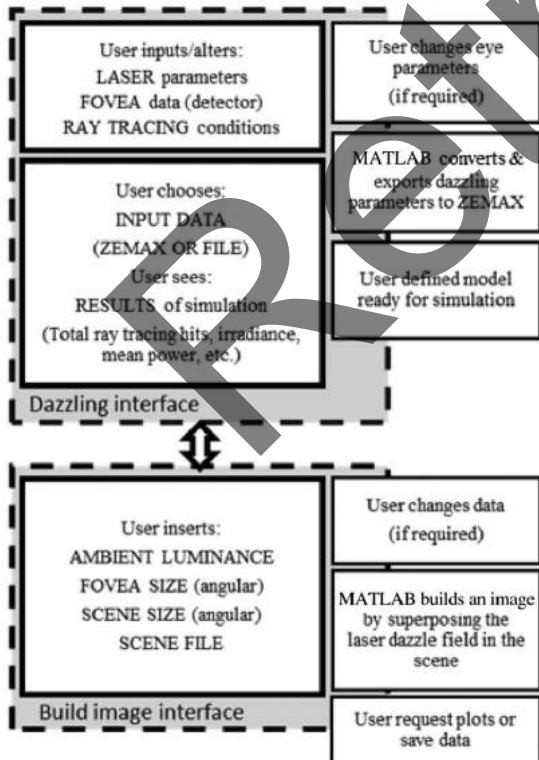 User inputs/alters:
LASER parameters
FOVEA data (detector)
RAY TRACING conditions
User changes eye
parameters
(if required)
User chooses:
INPUT DATA
(ZEMAX OR FILE)
User sees:
RESULTS of simulation
(Total ray tracing hits, irradiance,
mean power, etc.)
MATLAB converts &
exports dazzling
parameters to ZEMAX
User defined model
ready for simulation
Dazzling interface
User inserts:
AMBIENT LUMINANCE
FOVEA SIZE (angular)
SCENE SIZE (angular)
SCENE FILE
User changes data
(if required)
MATLAB builds an image
by superposing the
laser dazzle field in the
scene
Build image interface
User request plots or
save data
Retr